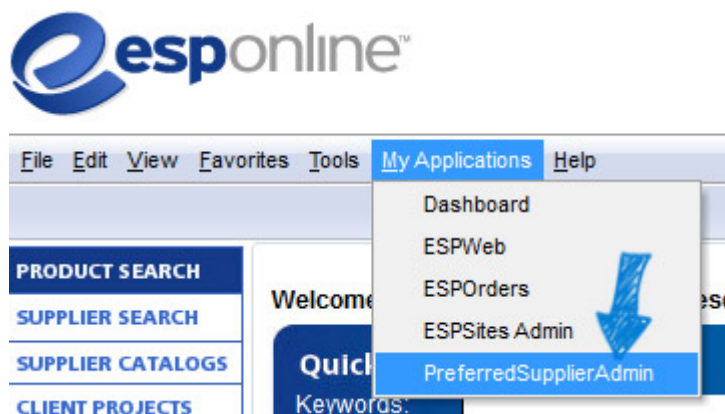 esponline™
File Edit View Favorites Tools My Applications Help
Dashboard
ESPWeb
ESPOrders
ESPSites Admin
PreferredSupplierAdmin
PRODUCT SEARCH
SUPPLIER SEARCH
SUPPLIER CATALOGS
CLIENT PROJECTS
Welcome
Quick
Keywords: